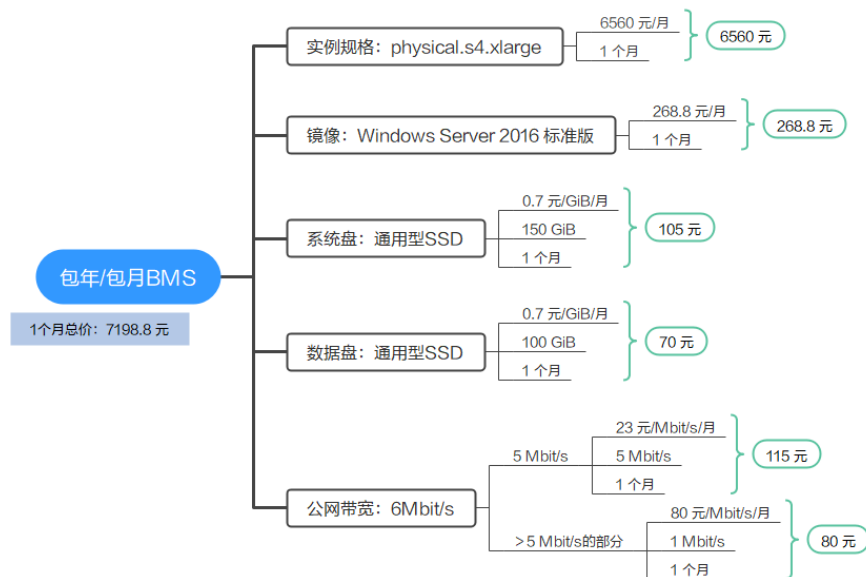 包年/包月BMS
1个月总价：7198.8 元
实例规格：physical.s4.xlarge
6560 元/月
1 个月
6560 元
镜像：Windows Server 2016 标准版
268.8 元/月
1 个月
268.8 元
系统盘：通用型SSD
0.7 元/GiB/月
150 GiB
1 个月
105 元
数据盘：通用型SSD
0.7 元/GiB/月
100 GiB
1 个月
70 元
公网带宽：6Mbit/s
5 Mbit/s
23 元/Mbit/s/月
5 Mbit/s
1 个月
115 元
>5 Mbit/s的部分
80 元/Mbit/s/月
1 Mbit/s
1 个月
80 元